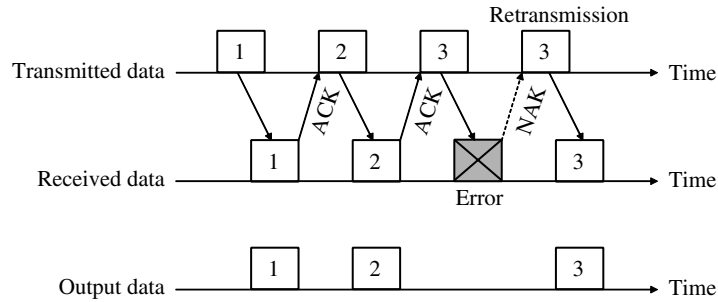 Retransmission
1 2 3 3
Transmitted data Time
ACK ACK NAK
1 2 3
Received data Time
Error
1 2 3
Output data Time